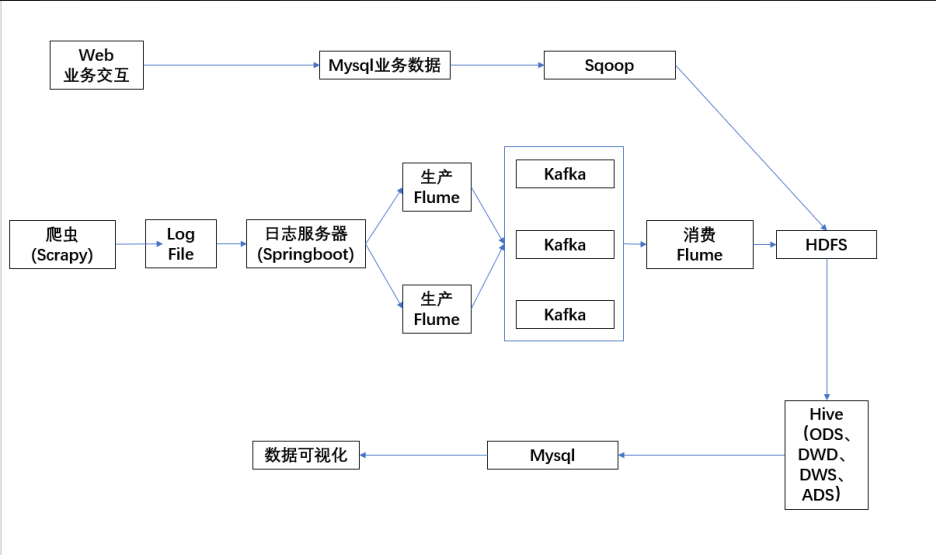 Web
业务交互
Mysql业务数据
Sqoop
生产
Flume
Kafka
爬虫
(Scrapy)
Log
File
日志服务器
(Springboot)
Kafka
消费
Flume
HDFS
生产
Flume
Kafka
Hive
（ODS、
DWD、
DWS、
ADS）
数据可视化
Mysql